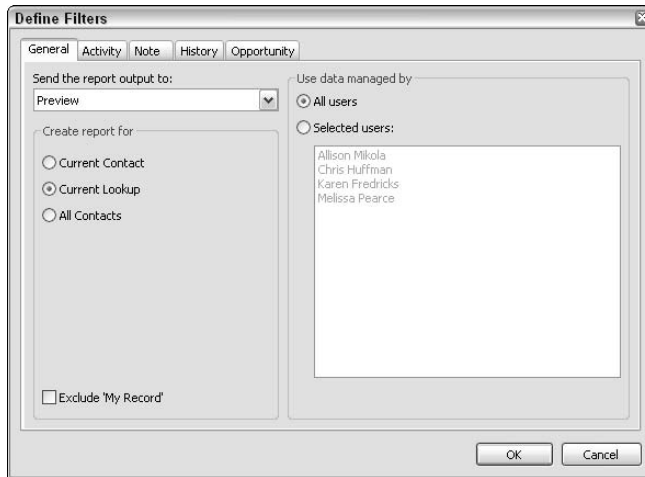 Define Filters
General Activity Note History Opportunity
Send the report output to:
Preview
Create report for
Current Contact
Current Lookup
All Contacts
Exclude 'My Record'
Use data managed by
All users
Selected users:
Allison Mikola
Chris Huffman
Karen Fredricks
Melissa Pearce
OK Cancel